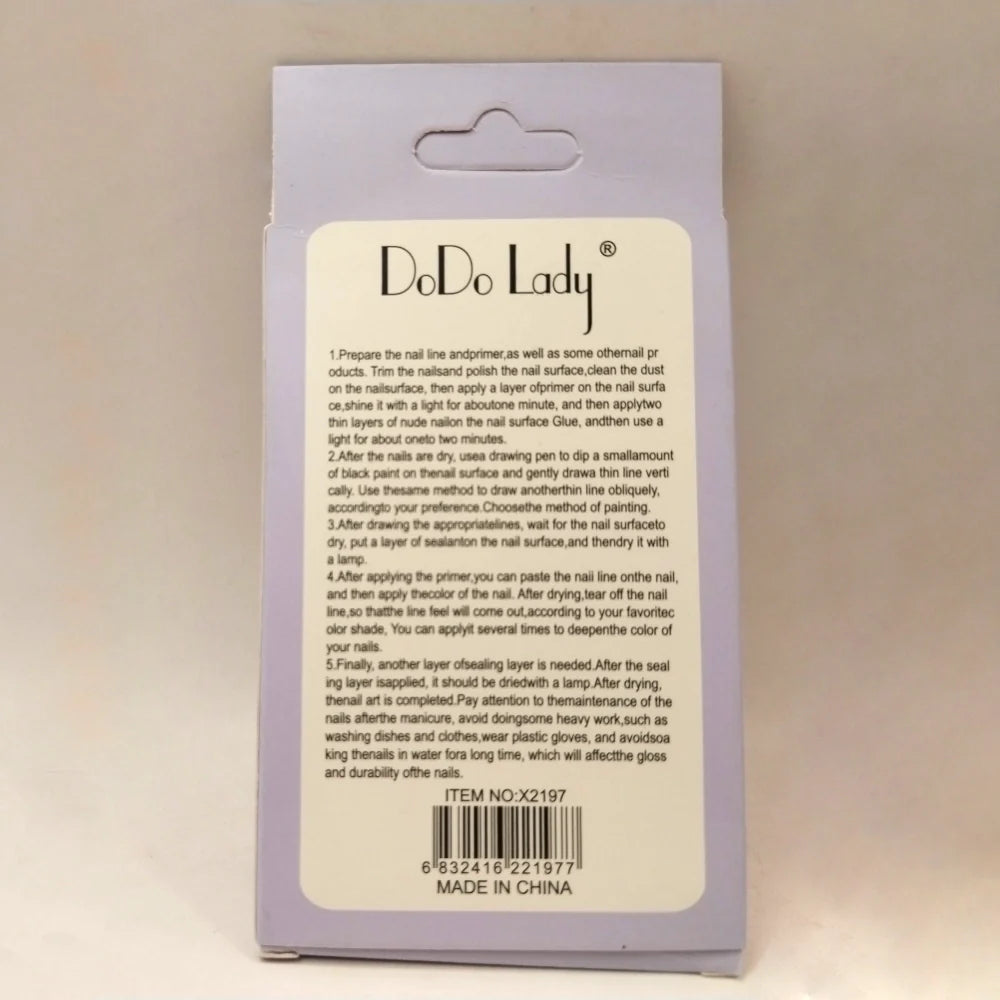 DoDo Lady®
1.Prepare the nail line andprimer,as well as some othernail pr
oducts. Trim the nailsand polish the nail surface,clean the dust
on the nailsurface, then apply a layer ofprimer on the nail surfa
ce,shine it with a light for aboutone minute, and then applytwo
thin layers of nude nailon the nail surface Glue, andthen use a
light for about oneto two minutes.
2.After the nails are dry, usea drawing pen to dip a smallamount
of black paint on thenail surface and gently drawa thin line verti
cally. Use thesame method to draw anotherthin line obliquely,
accordingto your preference.Choosethe method of painting.
3.After drawing the appropriatelines, wait for the nail surfaceto
dry, put a layer of sealanton the nail surface,and thendry it with
a lamp.
4.After applying the primer,you can paste the naii line onthe nail,
and then apply thecolor of the nail. After drying,tear off the nail
line,so thatthe line feel will come out,according to your favoritec
olor shade, You can applyit several times to deepenthe color of
your nails.
5.Finally, another layer ofsealing layer is needed.After the seal
ing layer isapplied, it should be driedwith a lamp.After drying,
thenail art is completed.Pay attention to themaintenance of the
nails afterthe manicure, avoid doingsome heavy work,such as
washing dishes and clothes,wear plastic gloves, and avoidsoa
king thenails in water fora long time, which will affectthe gloss
and durability ofthe nails.
ITEM NO:X2197
6 832416 221977
MADE IN CHINA